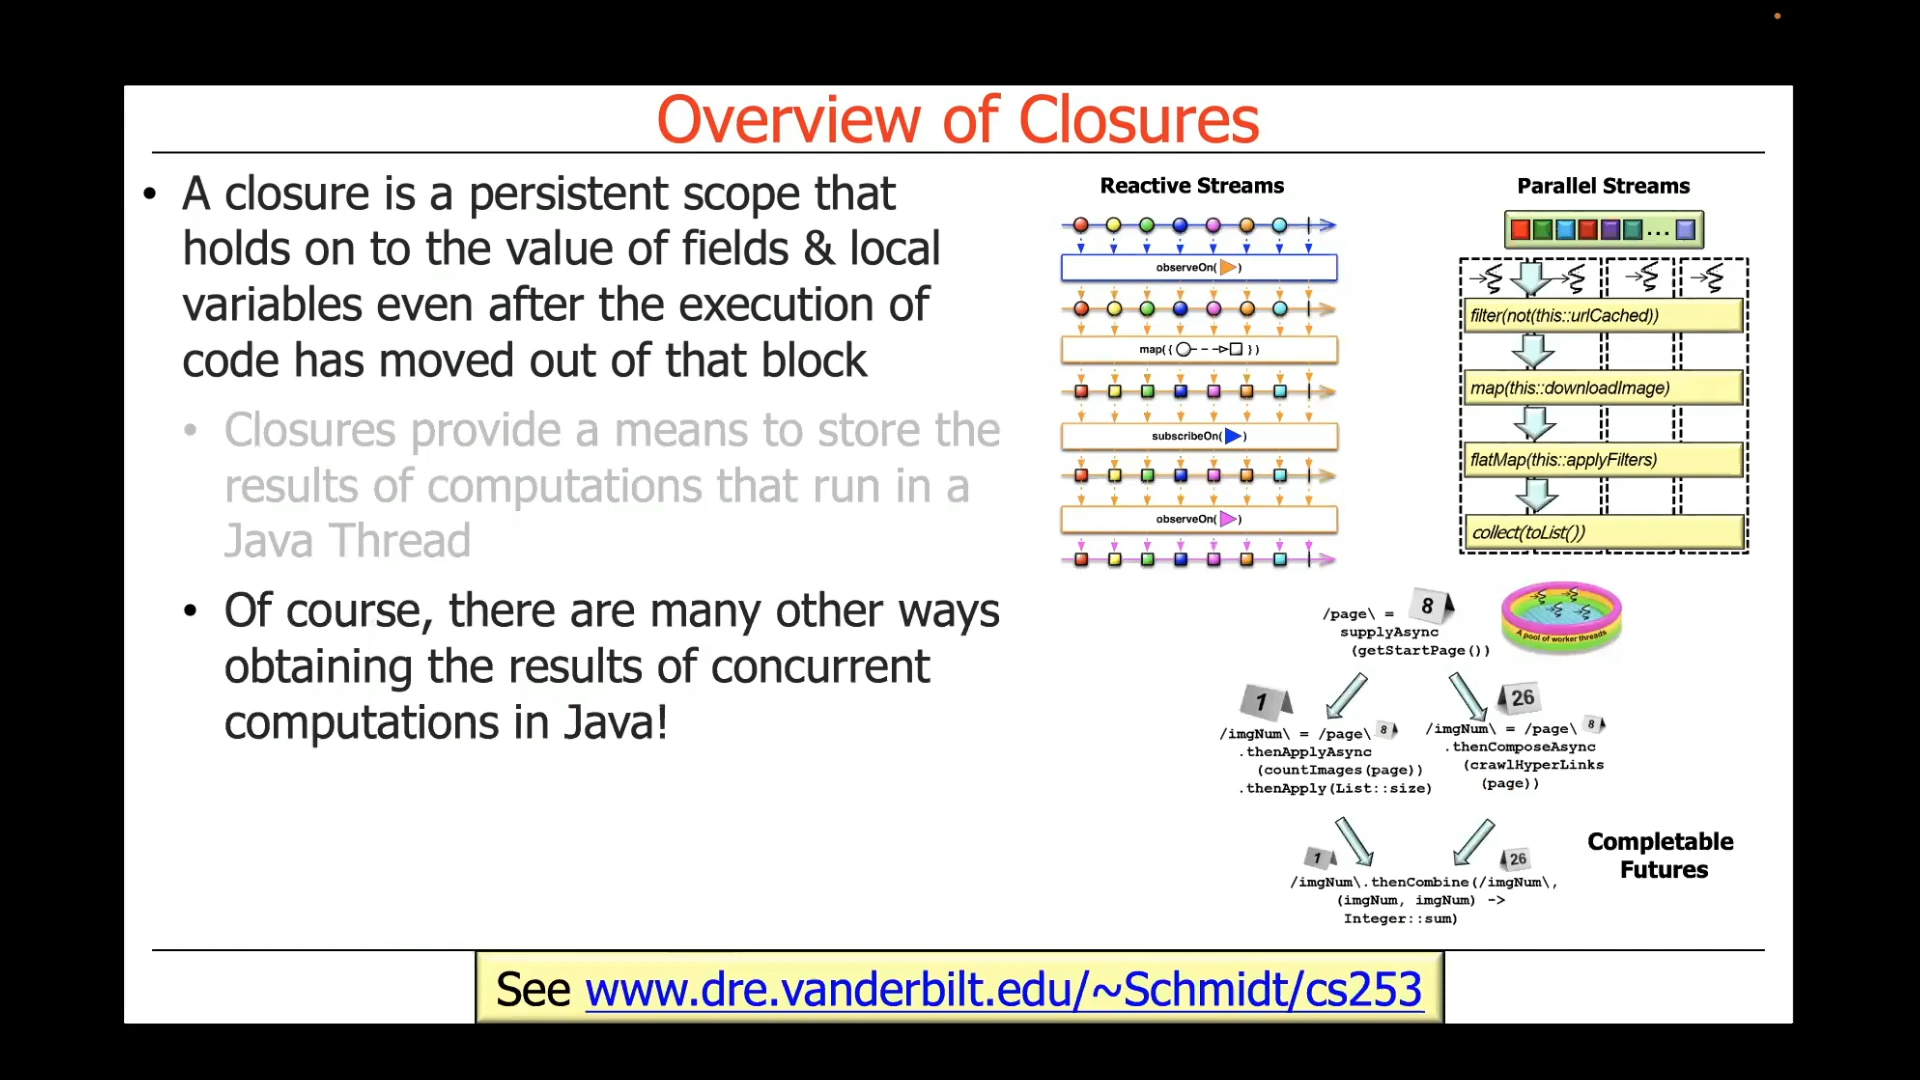 Overview of Closures
• A closure is a persistent scope that
holds on to the value of fields & local
variables even after the execution of
code has moved out of that block
• Closures provide a means to store the
results of computations that run in a
Java Thread
• Of course, there are many other ways
obtaining the results of concurrent
computations in Java!
Reactive Streams
observeOn( )
map({ })
subscribeOn( )
observeOn( )
Parallel Streams
...
filter(not(this::urlCached))
map(this::downloadImage)
flatMap(this::applyFilters)
collect(toList())
/page\ =
8
supplyAsync
(getStartPage())
A pool of worker threads
1
/imgNum\ = /page\
8
.thenApplyAsync
(countImages(page))
.thenApply(List::size)
26
/imgNum\ = /page\
8
.thenComposeAsync
(crawlHyperLinks
(page))
1
26
/imgNum\.thenCombine(/imgNum\,
(imgNum, imgNum) ->
Integer::sum)
Completable
Futures
See www.dre.vanderbilt.edu/~Schmidt/cs253